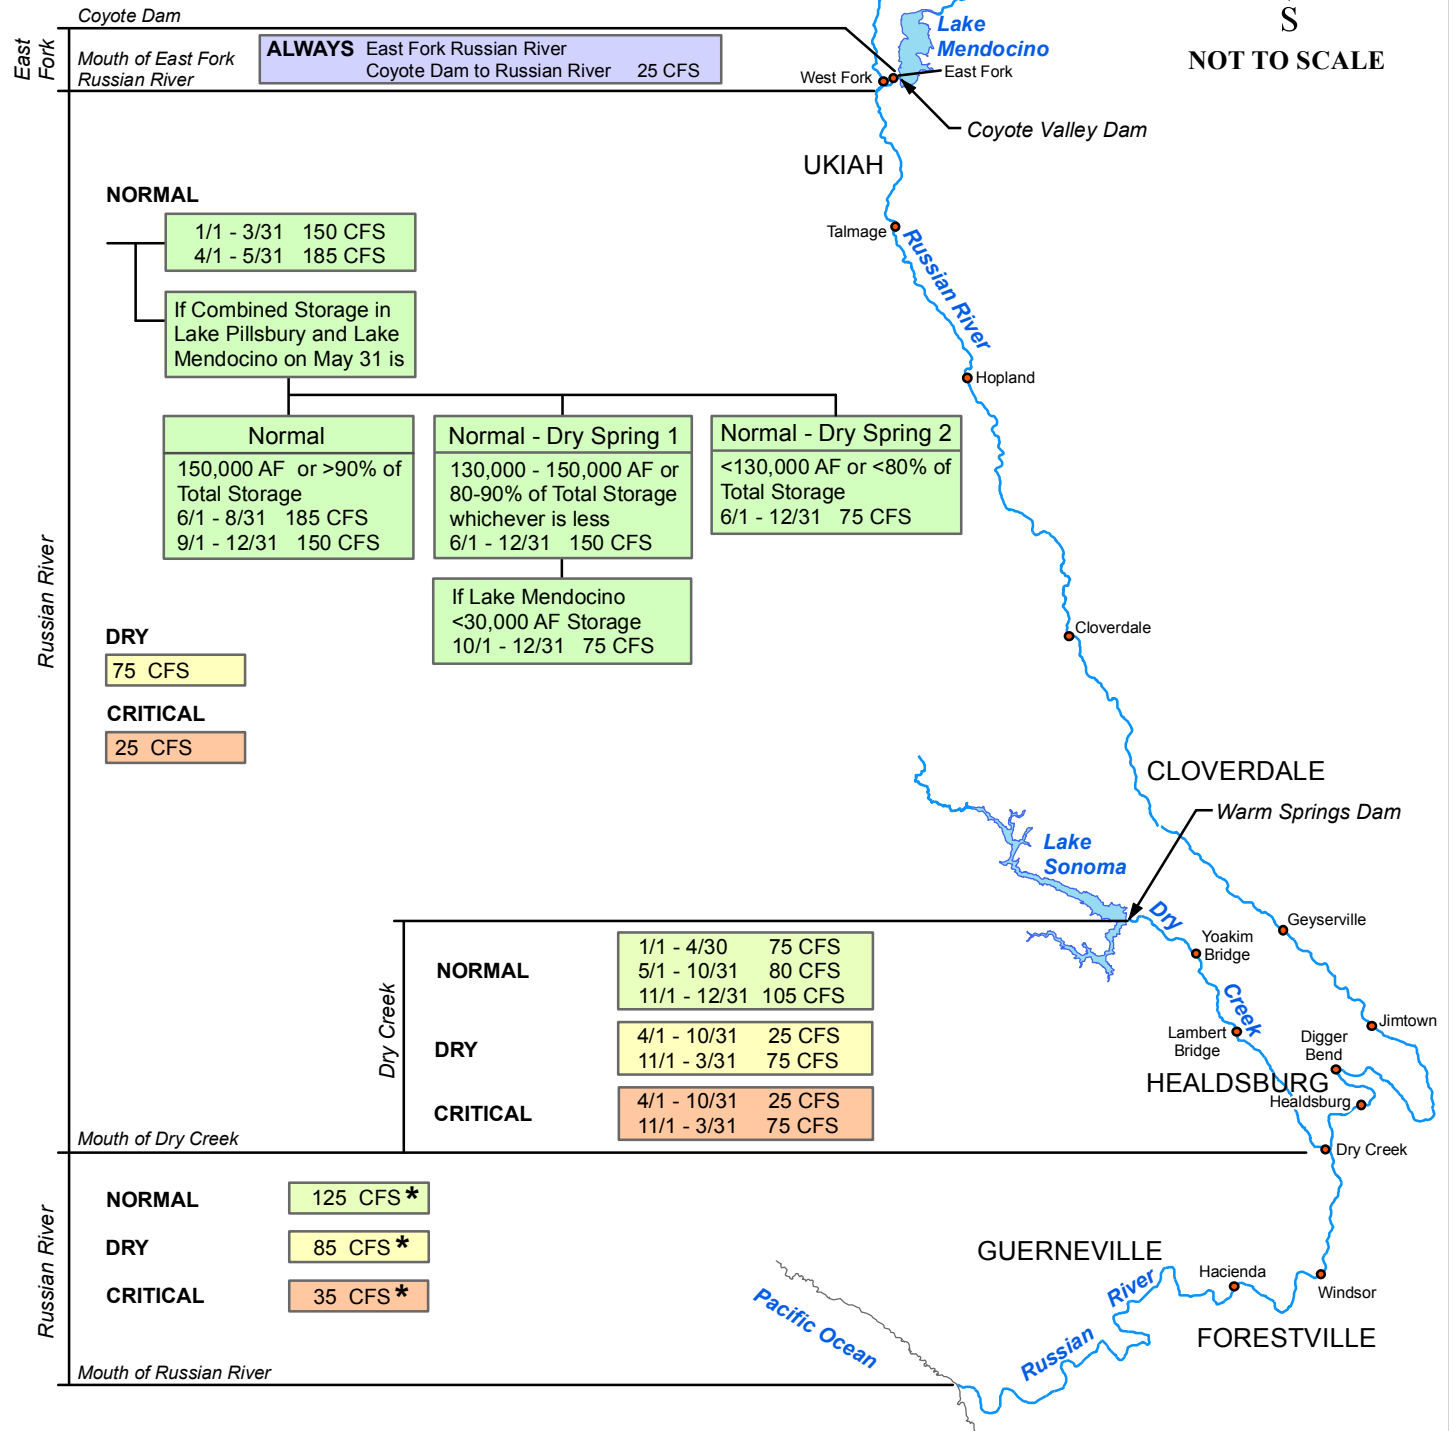 Coyote Dam
East
Fork
Mouth of East Fork
Russian River
ALWAYS East Fork Russian River
Coyote Dam to Russian River 25 CFS
Lake
Mendocino
S
NOT TO SCALE
West Fork
East Fork
Coyote Valley Dam
UKIAH
Talmage
Russian River
Hopland
Cloverdale
CLOVERDALE
Russian River
NORMAL
1/1 - 3/31 150 CFS
4/1 - 5/31 185 CFS
If Combined Storage in
Lake Pillsbury and Lake
Mendocino on May 31 is
Normal
150,000 AF or >90% of
Total Storage
6/1 - 8/31 185 CFS
9/1 - 12/31 150 CFS
Normal - Dry Spring 1
130,000 - 150,000 AF or
80-90% of Total Storage
whichever is less
6/1 - 12/31 150 CFS
If Lake Mendocino
<30,000 AF Storage
10/1 - 12/31 75 CFS
Normal - Dry Spring 2
<130,000 AF or <80% of
Total Storage
6/1 - 12/31 75 CFS
DRY
75 CFS
CRITICAL
25 CFS
Warm Springs Dam
Lake
Sonoma
Dry
Creek
Yoakim
Bridge
Lambert
Bridge
Geyserville
Jimtown
Digger
Bend
HEALDSBURG
Healdsburg
Dry Creek
Dry Creek
NORMAL
1/1 - 4/30 75 CFS
5/1 - 10/31 80 CFS
11/1 - 12/31 105 CFS
DRY
4/1 - 10/31 25 CFS
11/1 - 3/31 75 CFS
CRITICAL
4/1 - 10/31 25 CFS
11/1 - 3/31 75 CFS
Mouth of Dry Creek
Russian River
NORMAL
125 CFS *
DRY
85 CFS *
CRITICAL
35 CFS *
Mouth of Russian River
GUERNEVILLE
Hacienda
Windsor
FORESTVILLE
Russian
River
Pacific Ocean